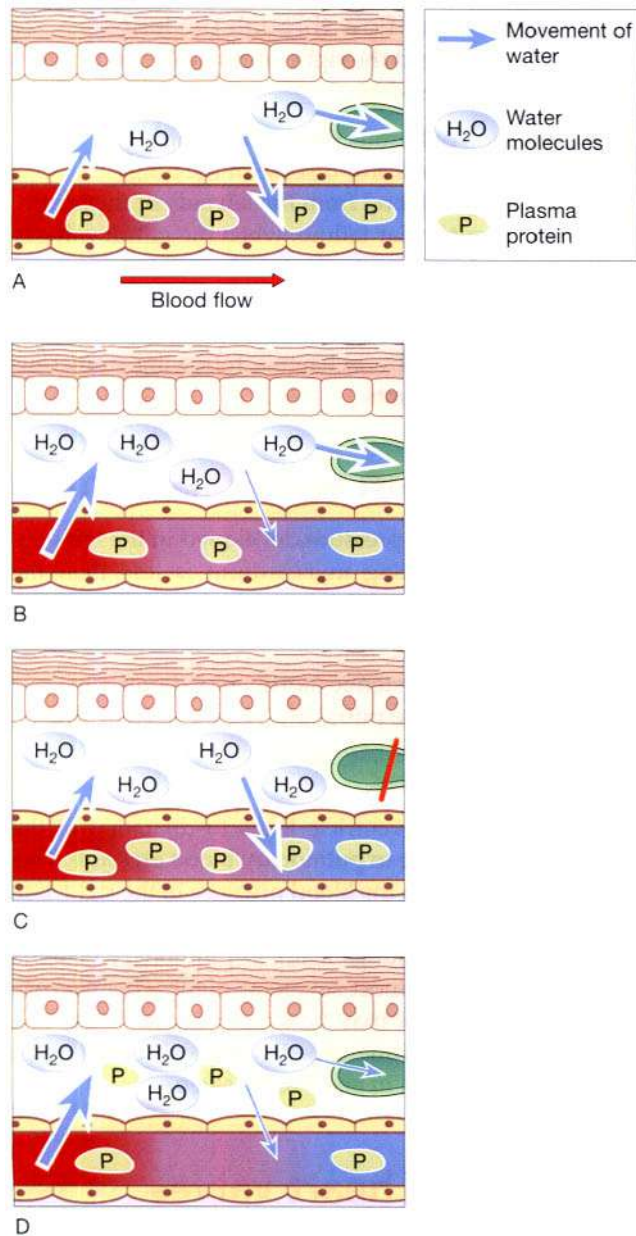 Movement of
water
H₂O
Water
molecules
P
Plasma
protein
H₂O
H₂O
P
P
P
P
P
A
Blood flow
H₂O
H₂O
H₂O
H₂O
P
P
P
B
H₂O
H₂O
H₂O
H₂O
P
P
P
P
P
C
H₂O
H₂O
H₂O
P
P
H₂O
P
P
P
D